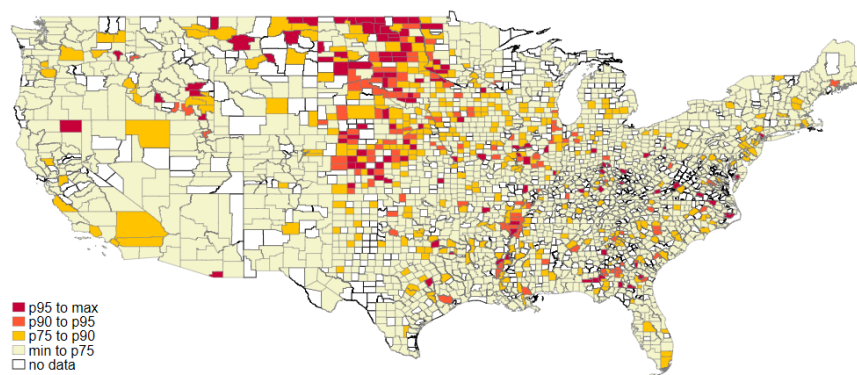 p95 to max
p90 to p95
p75 to p90
min to p75
no data